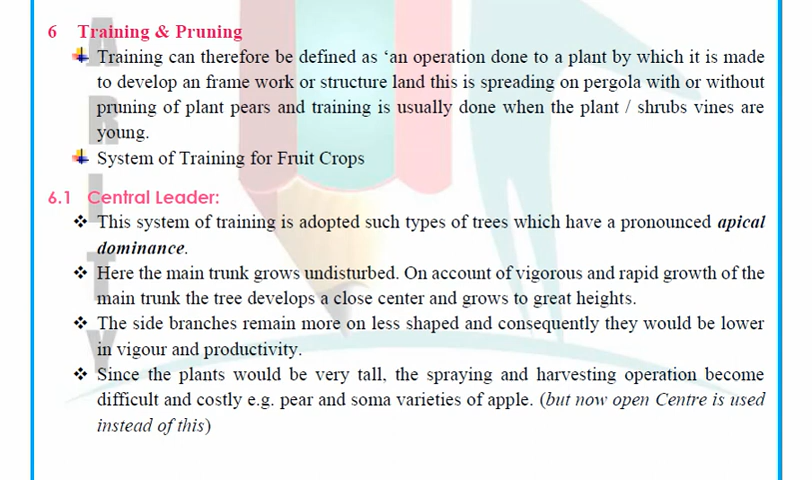 6 Training & Pruning
Training can therefore be defined as ‘an operation done to a plant by which it is made
to develop an frame work or structure land this is spreading on pergola with or without
pruning of plant pears and training is usually done when the plant / shrubs vines are
young.
System of Training for Fruit Crops
6.1 Central Leader:
❖ This system of training is adopted such types of trees which have a pronounced apical
dominance.
❖ Here the main trunk grows undisturbed. On account of vigorous and rapid growth of the
main trunk the tree develops a close center and grows to great heights.
❖ The side branches remain more on less shaped and consequently they would be lower
in vigour and productivity.
❖ Since the plants would be very tall, the spraying and harvesting operation become
difficult and costly e.g. pear and soma varieties of apple. (but now open Centre is used
instead of this)
A
R
I
T
Y